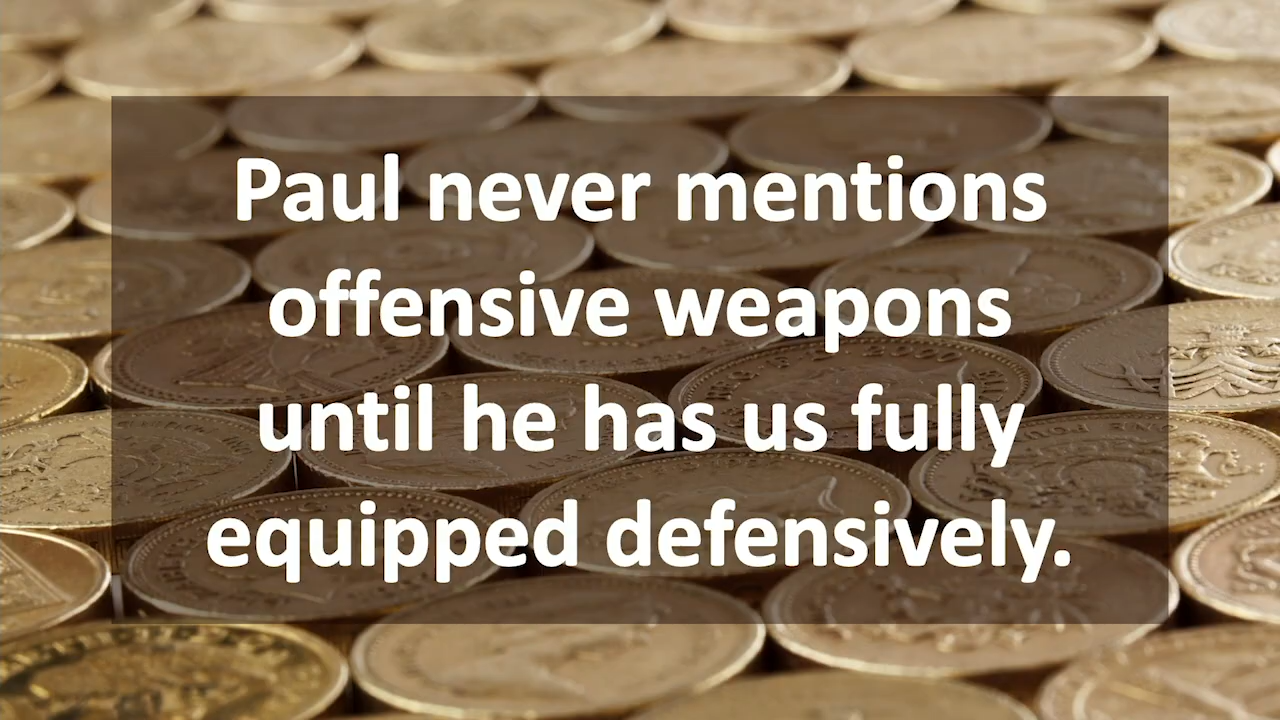 Paul never mentions
offensive weapons
until he has us fully
equipped defensively.